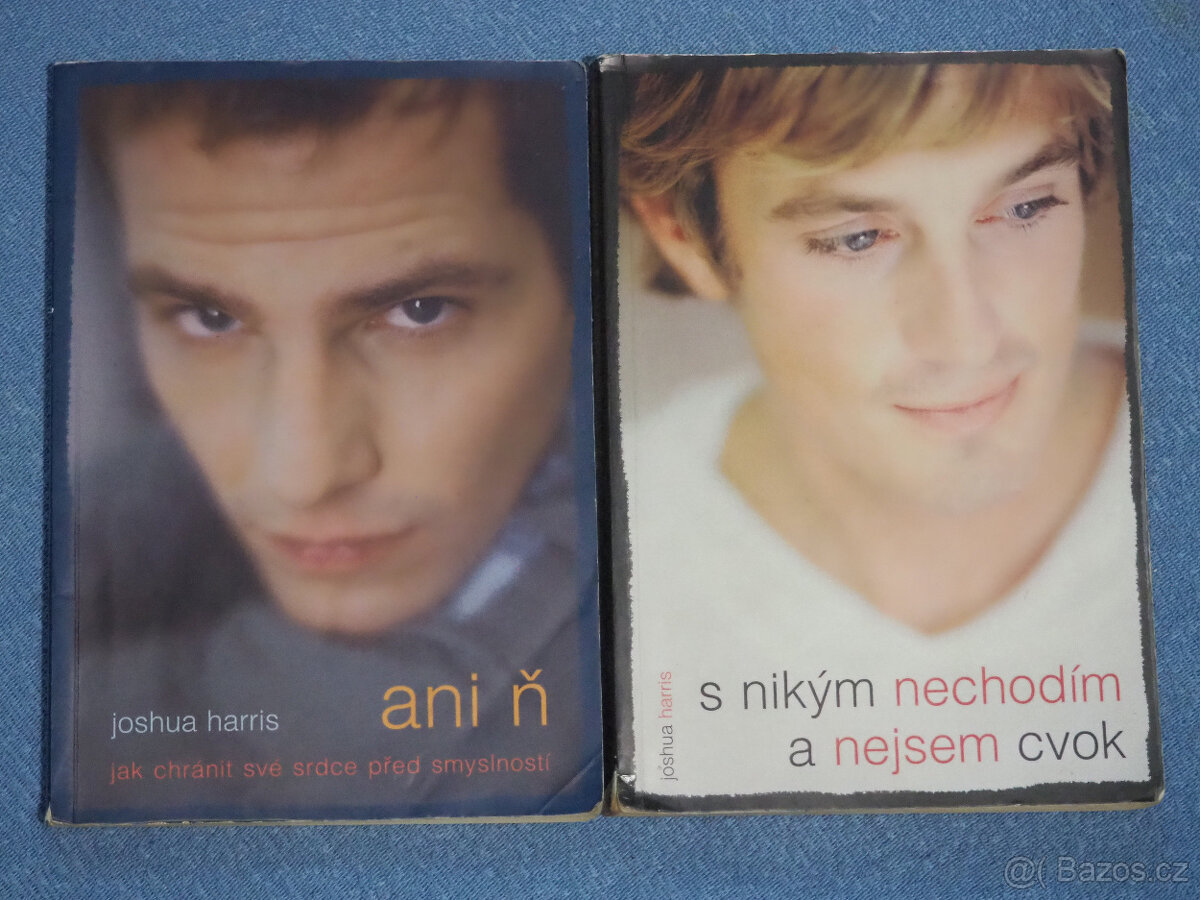 ani ň
joshua harris
jak chránit své srdce před smyslností
joshua harris
s nikým nechodím
a nejsem cvok
@( Bazos.cz